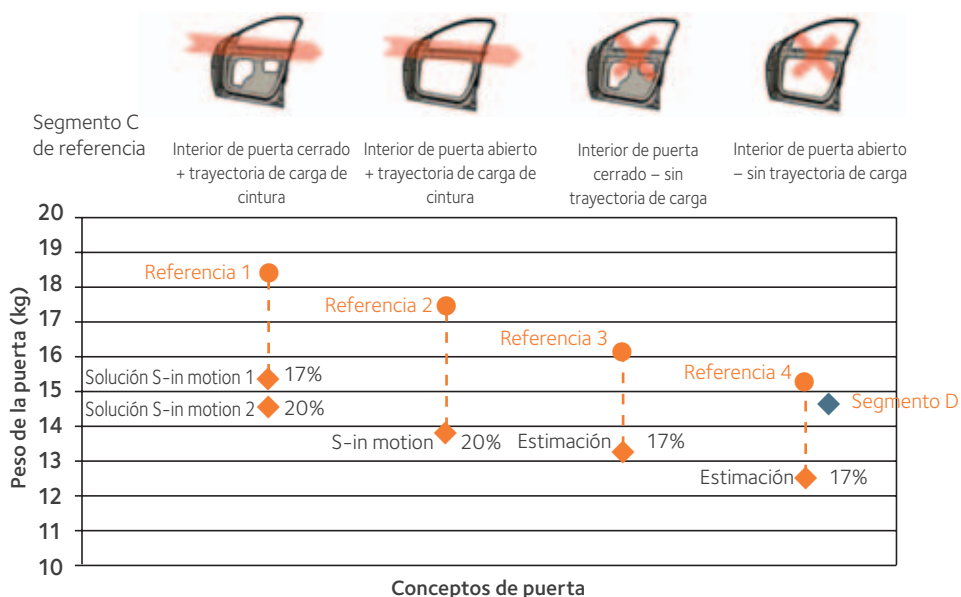 Segmento C
de referencia
Interior de puerta cerrado
+ trayectoria de carga de
cintura
Interior de puerta abierto
+ trayectoria de carga de
cintura
Interior de puerta
cerrado – sin
trayectoria de carga
Interior de puerta abierto
– sin trayectoria de carga
Peso de la puerta (kg)
20
19
18
17
16
15
14
13
12
11
10
Referencia 1
Solución S-in motion 1
17%
Solución S-in motion 2
20%
Referencia 2
S-in motion
20%
Referencia 3
Estimación
17%
Referencia 4
Segmento D
Estimación
17%
Conceptos de puerta